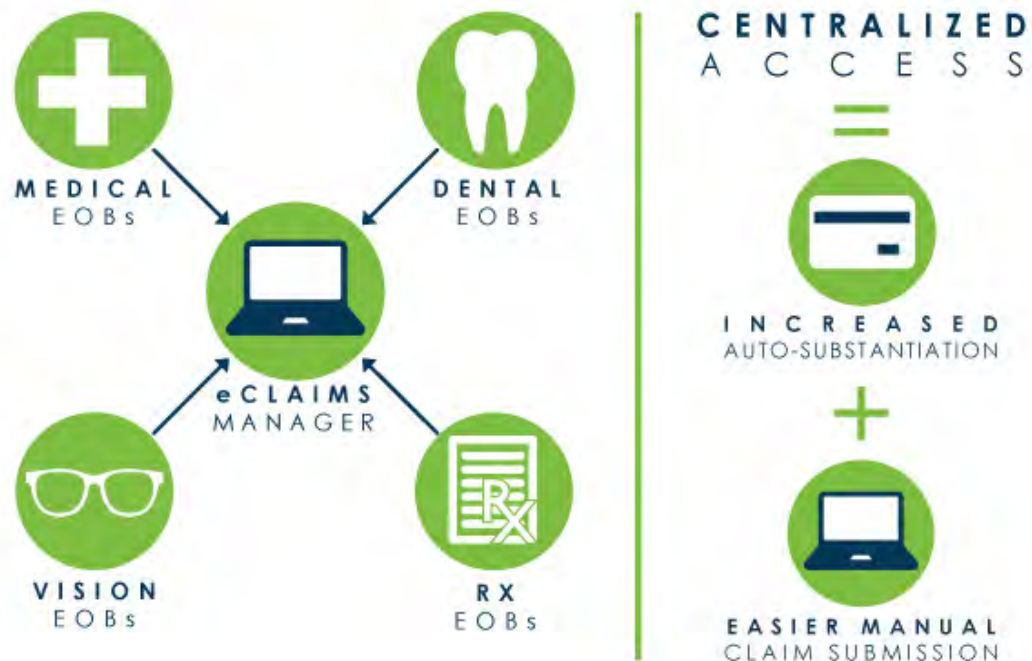 MEDICAL
EOBs
DENTAL
EOBs
eCLAIMS
MANAGER
VISION
EOBs
RX
RX
EOBs
CENTRALIZED
ACCESS
=
INCREASED
AUTO-SUBSTANTIATION
+
EASIER MANUAL
CLAIM SUBMISSION